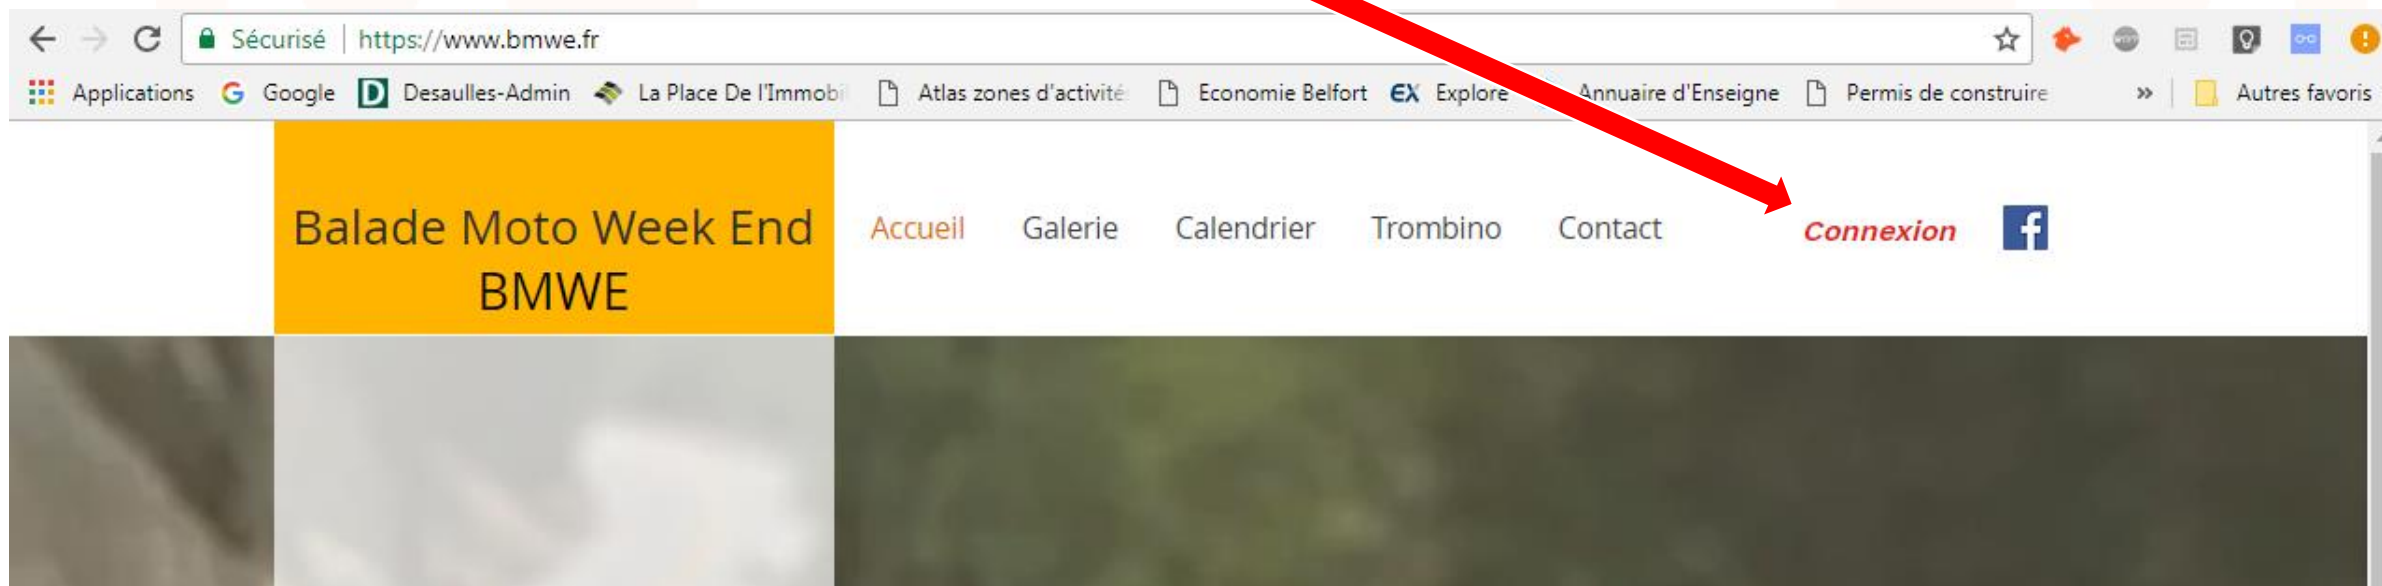 Sécurisé | https://www.bmwe.fr
Applications Google Desaulles-Admin La Place De l'Immobi Atlas zones d'activité Economie Belfort EX Explore Annuaire d'Enseigne Permis de construire » Autres favoris
Balade Moto Week End
BMWE
Accueil Galerie Calendrier Trombino Contact Connexion f